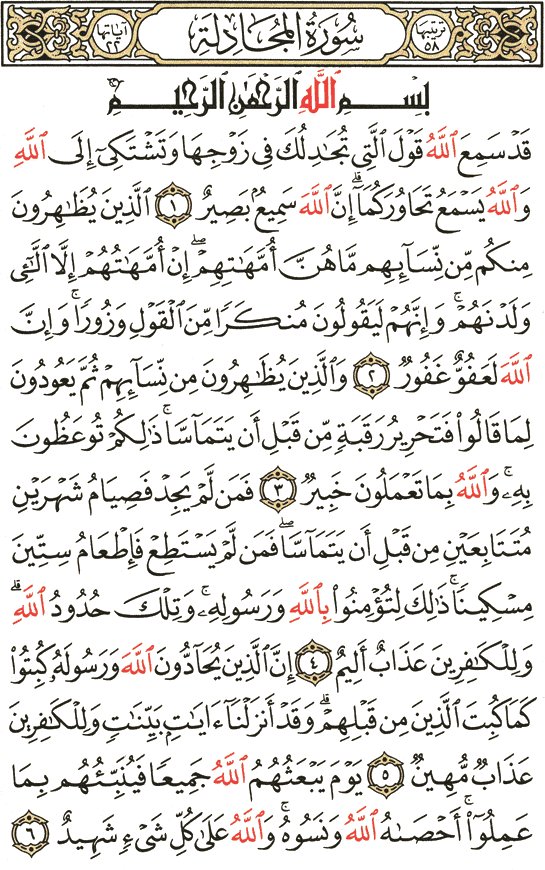 ترتيبها ٥٨ سُورَةُ المُجَادلَة آياتها ٢٢
بِسْمِ ٱللَّهِ ٱلرَّحْمَٰنِ ٱلرَّحِيمِ
قَدْ سَمِعَ ٱللَّهُ قَوْلَ ٱلَّتِى تُجَٰدِلُكَ فِى زَوْجِهَا وَتَشْتَكِىٓ إِلَى ٱللَّهِ
وَٱللَّهُ يَسْمَعُ تَحَاوُرَكُمَآ ۚ إِنَّ ٱللَّهَ سَمِيعٌۢ بَصِيرٌ ١ ٱلَّذِينَ يُظَٰهِرُونَ
مِنكُم مِّن نِّسَآئِهِم مَّا هُنَّ أُمَّهَٰتِهِمْ ۖ إِنْ أُمَّهَٰتُهُمْ إِلَّا ٱلَّٰٓـِٔى
وَلَدْنَهُمْ ۚ وَإِنَّهُمْ لَيَقُولُونَ مُنكَرًا مِّنَ ٱلْقَوْلِ وَزُورًا ۚ وَإِنَّ
ٱللَّهَ لَعَفُوٌّ غَفُورٌ ٢ وَٱلَّذِينَ يُظَٰهِرُونَ مِن نِّسَآئِهِمْ ثُمَّ يَعُودُونَ
لِمَا قَالُوا۟ فَتَحْرِيرُ رَقَبَةٍ مِّن قَبْلِ أَن يَتَمَآسَّا ۚ ذَٰلِكُمْ تُوعَظُونَ
بِهِۦ ۚ وَٱللَّهُ بِمَا تَعْمَلُونَ خَبِيرٌ ٣ فَمَن لَّمْ يَجِدْ فَصِيَامُ شَهْرَيْنِ
مُتَتَابِعَيْنِ مِن قَبْلِ أَن يَتَمَآسَّا ۖ فَمَن لَّمْ يَسْتَطِعْ فَإِطْعَامُ سِتِّينَ
مِسْكِينًا ۚ ذَٰلِكَ لِتُؤْمِنُوا۟ بِٱللَّهِ وَرَسُولِهِۦ ۚ وَتِلْكَ حُدُودُ ٱللَّهِ ۗ
وَلِلْكَٰفِرِينَ عَذَابٌ أَلِيمٌ ٤ إِنَّ ٱلَّذِينَ يُحَآدُّونَ ٱللَّهَ وَرَسُولَهُۥ كُبِتُوا۟
كَمَا كُبِتَ ٱلَّذِينَ مِن قَبْلِهِمْ ۚ وَقَدْ أَنزَلْنَآ ءَايَٰتٍۭ بَيِّنَٰتٍ ۚ وَلِلْكَٰفِرِينَ
عَذَابٌ مُّهِينٌ ٥ يَوْمَ يَبْعَثُهُمُ ٱللَّهُ جَمِيعًا فَيُنَبِّئُهُم بِمَا
عَمِلُوٓا۟ ۚ أَحْصَىٰهُ ٱللَّهُ وَنَسُوهُ ۚ وَٱللَّهُ عَلَىٰ كُلِّ شَىْءٍ شَهِيدٌ ٦